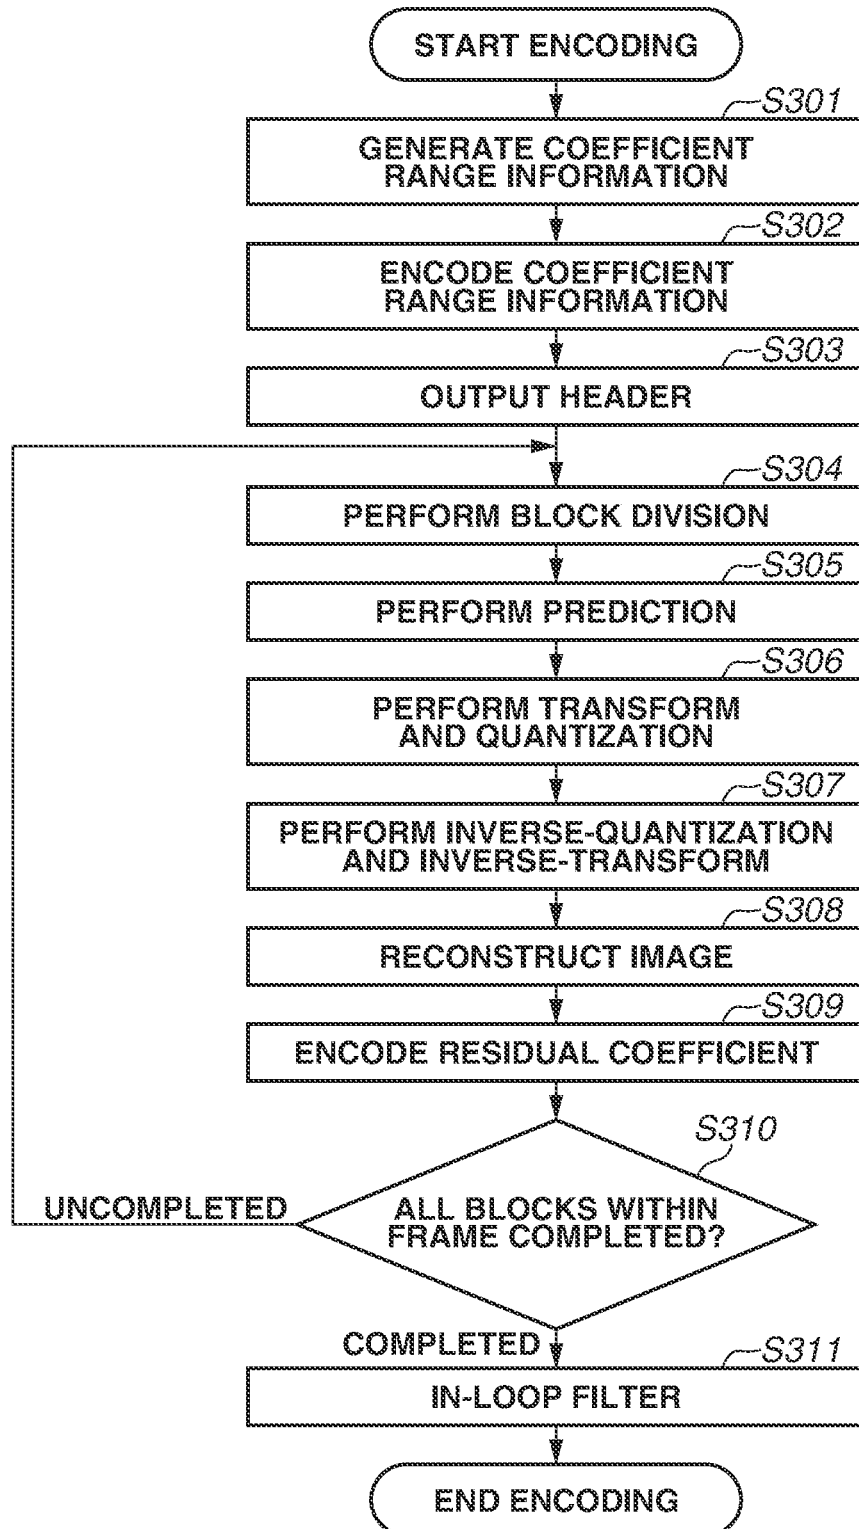 START ENCODING
S301
GENERATE COEFFICIENT
RANGE INFORMATION
S302
ENCODE COEFFICIENT
RANGE INFORMATION
S303
OUTPUT HEADER
S304
PERFORM BLOCK DIVISION
S305
PERFORM PREDICTION
S306
PERFORM TRANSFORM
AND QUANTIZATION
S307
PERFORM INVERSE-QUANTIZATION
AND INVERSE-TRANSFORM
S308
RECONSTRUCT IMAGE
S309
ENCODE RESIDUAL COEFFICIENT
S310
UNCOMPLETED
ALL BLOCKS WITHIN
FRAME COMPLETED?
COMPLETED
S311
IN-LOOP FILTER
END ENCODING